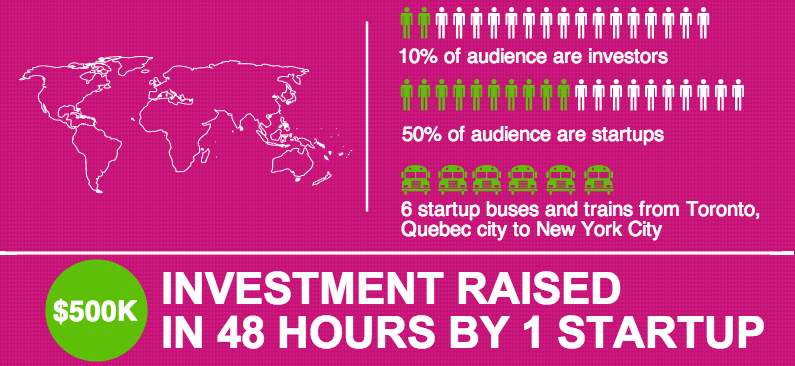 10% of audience are investors
50% of audience are startups
6 startup buses and trains from Toronto,
Quebec city to New York City
$500K
INVESTMENT RAISED
IN 48 HOURS BY 1 STARTUP